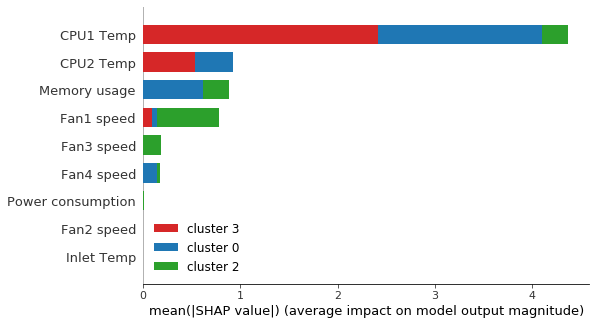 CPU1 Temp
CPU2 Temp
Memory usage
Fan1 speed
Fan3 speed
Fan4 speed
Power consumption
Fan2 speed
Inlet Temp
cluster 3
cluster 0
cluster 2
0 1 2 3 4
mean(|SHAP value|) (average impact on model output magnitude)